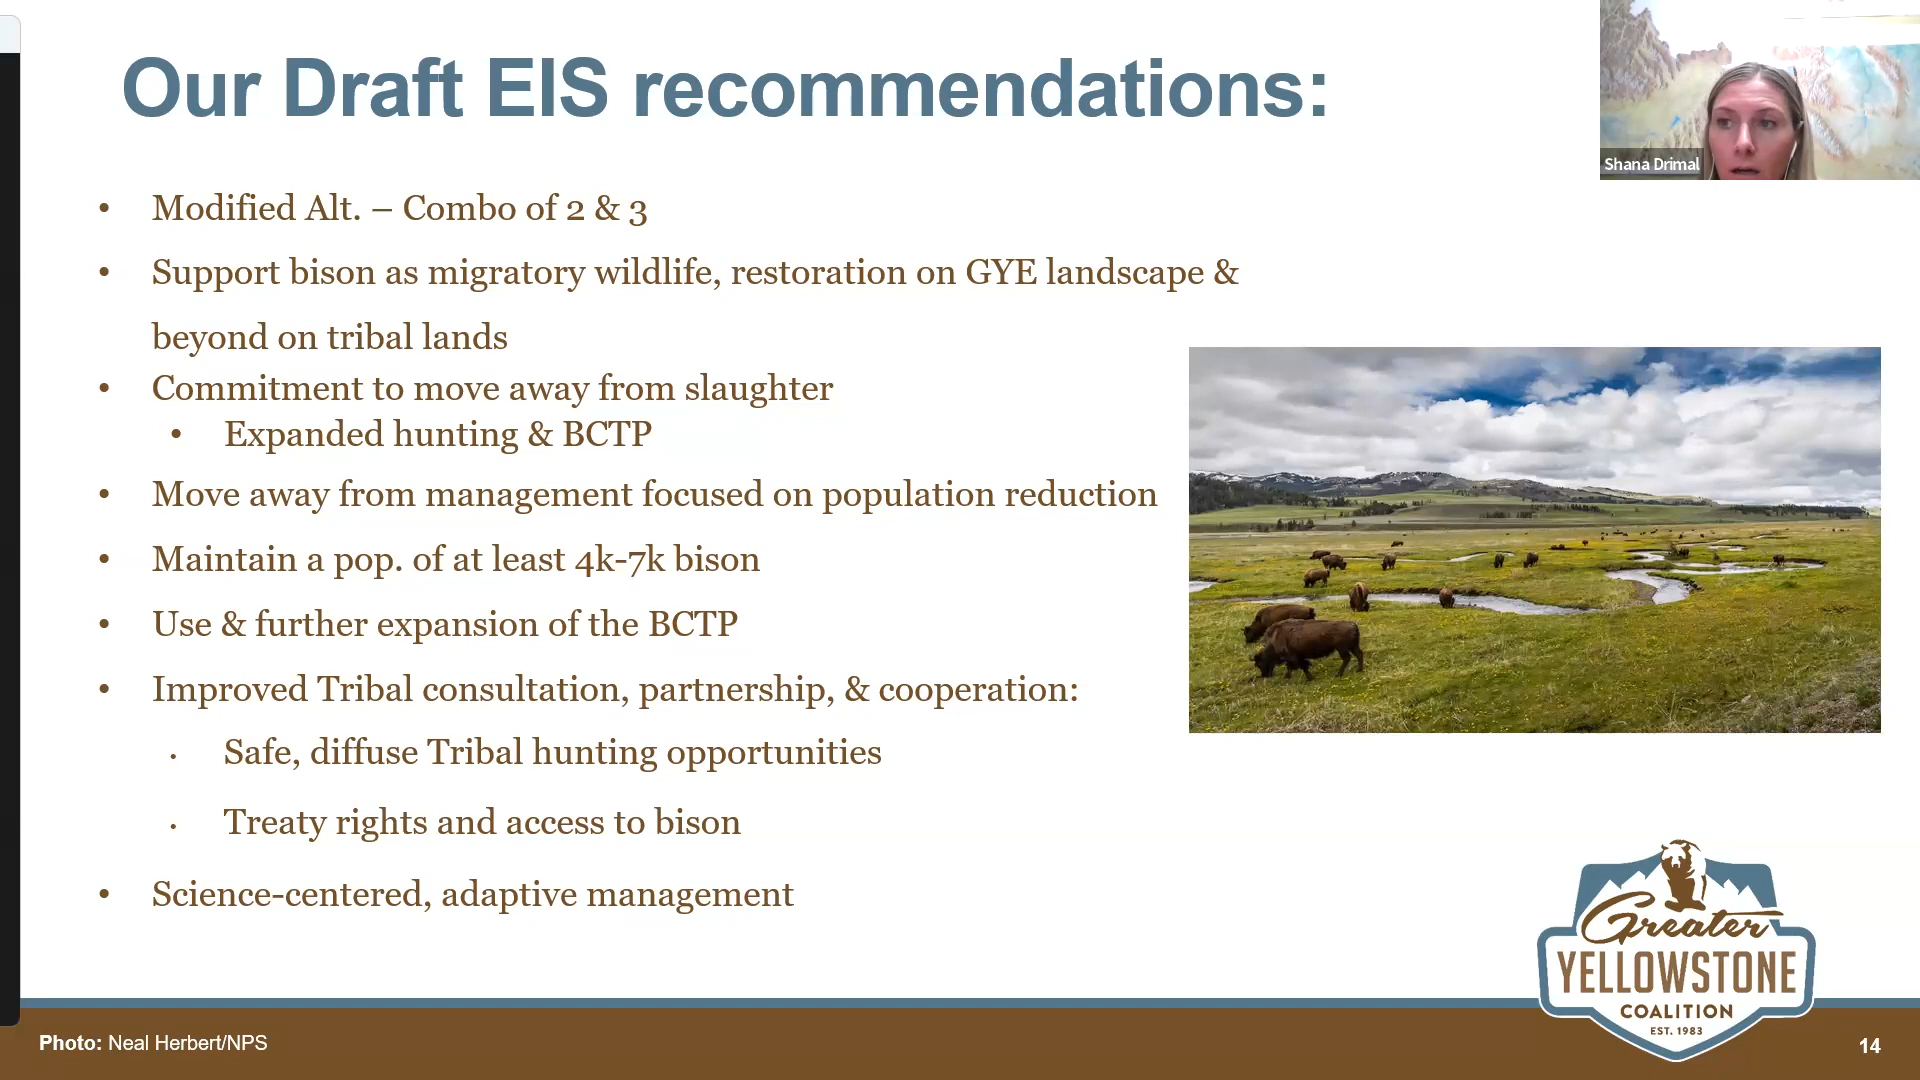 Our Draft EIS recommendations:
Shana Drimal
• Modified Alt. – Combo of 2 & 3
• Support bison as migratory wildlife, restoration on GYE landscape &
beyond on tribal lands
• Commitment to move away from slaughter
• Expanded hunting & BCTP
• Move away from management focused on population reduction
• Maintain a pop. of at least 4k-7k bison
• Use & further expansion of the BCTP
• Improved Tribal consultation, partnership, & cooperation:
• Safe, diffuse Tribal hunting opportunities
• Treaty rights and access to bison
• Science-centered, adaptive management
Greater
YELLOWSTONE
COALITION
EST. 1983
Photo: Neal Herbert/NPS
14